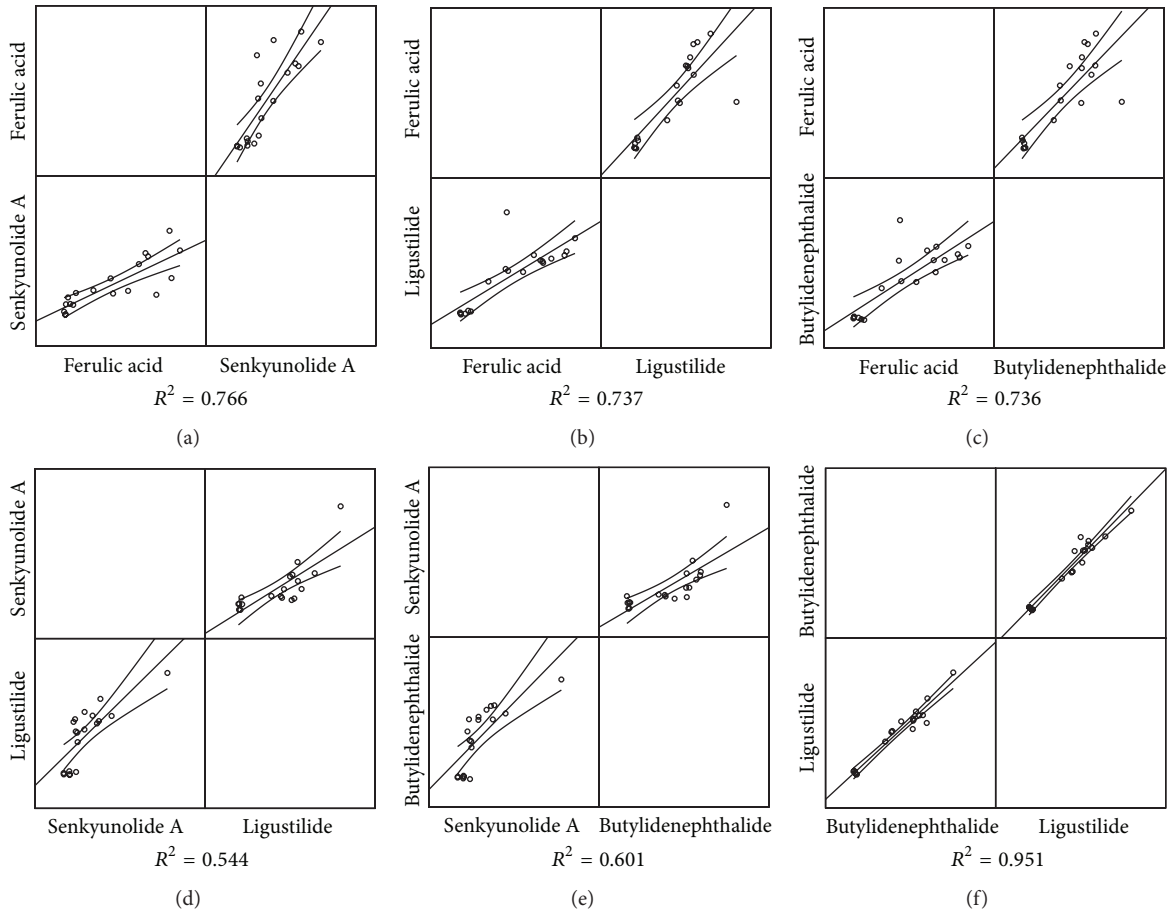 Ferulic acid
Senkyunolide A
Ferulic acid
Senkyunolide A
R² = 0.766
(a)
Ferulic acid
Ligustilide
Ferulic acid
Ligustilide
R² = 0.737
(b)
Ferulic acid
Butylidenephthalide
Ferulic acid
Butylidenephthalide
R² = 0.736
(c)
Senkyunolide A
Ligustilide
Senkyunolide A
Ligustilide
R² = 0.544
(d)
Senkyunolide A
Butylidenephthalide
Senkyunolide A
Butylidenephthalide
R² = 0.601
(e)
Butylidenephthalide
Ligustilide
Butylidenephthalide
Ligustilide
R² = 0.951
(f)